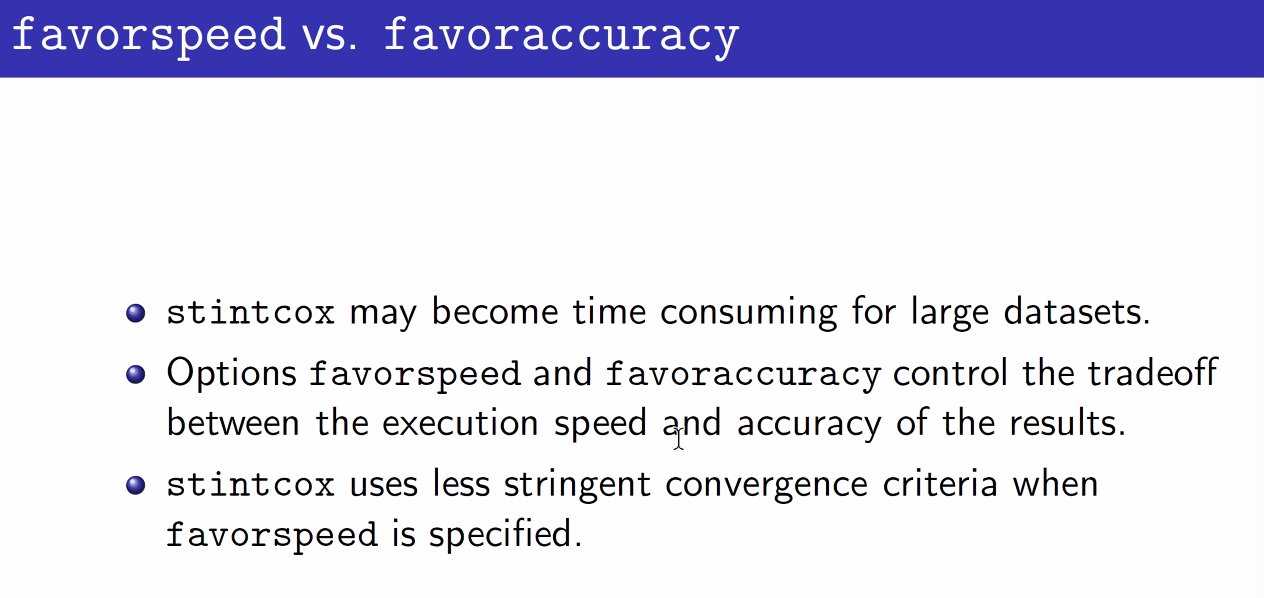 favorspeed vs. favoraccuracy
stintcox may become time consuming for large datasets.
Options favorspeed and favoraccuracy control the tradeoff
between the execution speed and accuracy of the results.
stintcox uses less stringent convergence criteria when
favorspeed is specified.